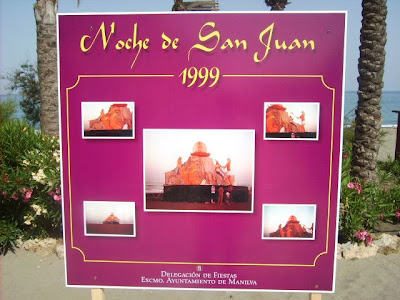 Noche de San Juan
1999
Delegación de Fiestas
Excmo. Ayuntamiento de Manilva